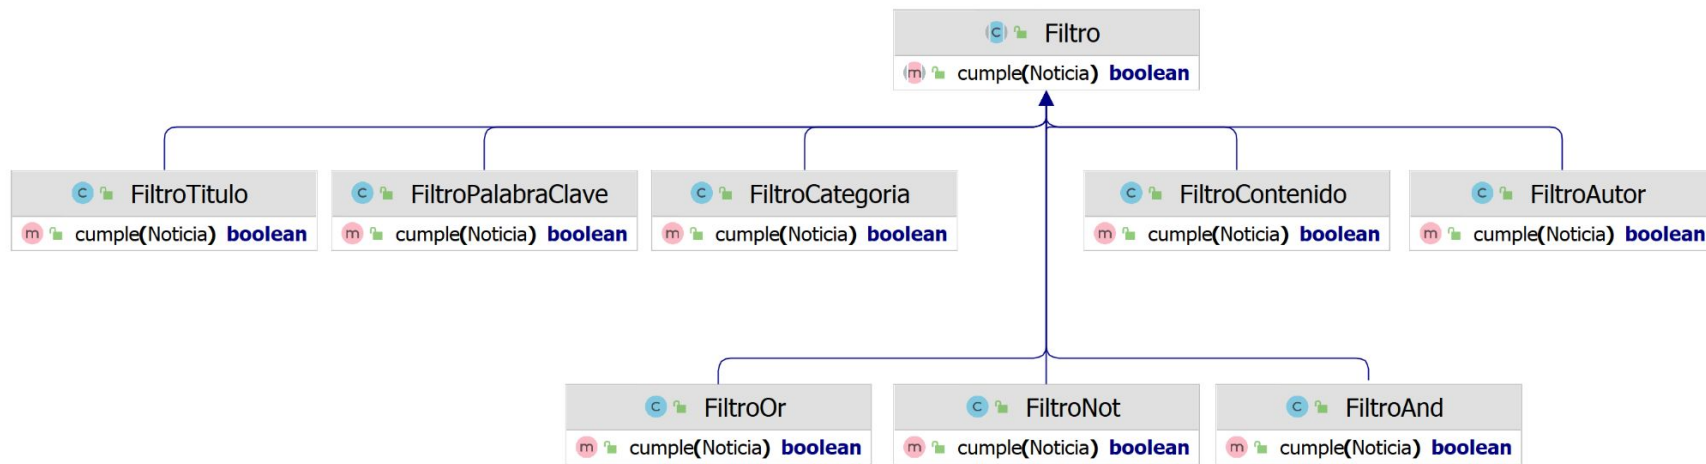 Filtro
cumple(Noticia) boolean
FiltroTitulo
cumple(Noticia) boolean
FiltroPalabraClave
cumple(Noticia) boolean
FiltroCategoria
cumple(Noticia) boolean
FiltroContenido
cumple(Noticia) boolean
FiltroAutor
cumple(Noticia) boolean
FiltroOr
cumple(Noticia) boolean
FiltroNot
cumple(Noticia) boolean
FiltroAnd
cumple(Noticia) boolean